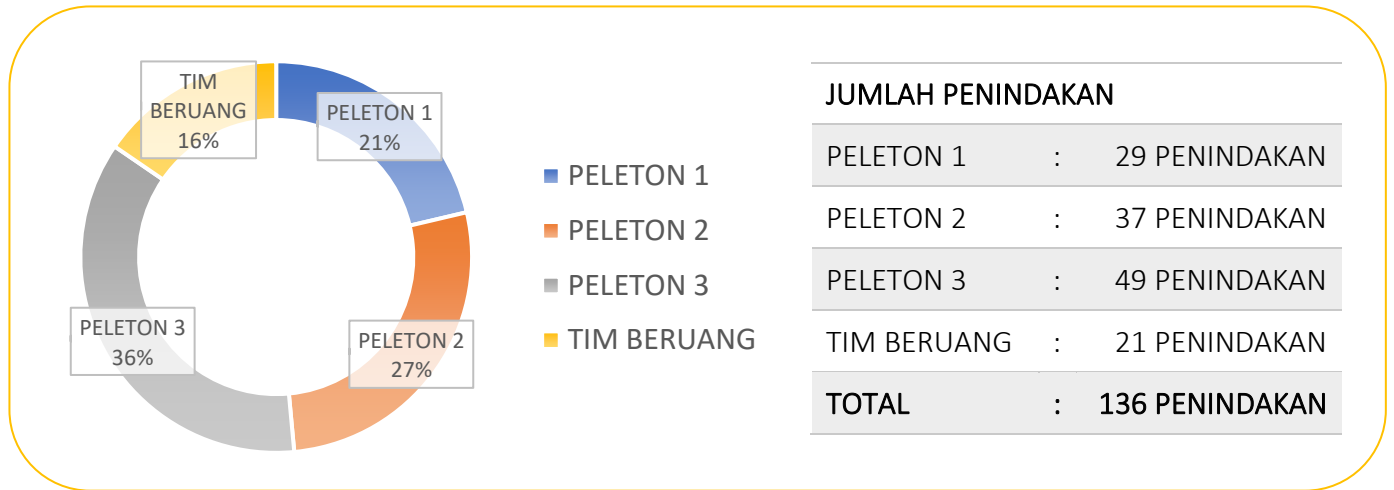 TIM
BERUANG
16%
PELETON 1
21%
PELETON 3
36%
PELETON 2
27%
PELETON 1
PELETON 2
PELETON 3
TIM BERUANG
JUMLAH PENINDAKAN
PELETON 1 : 29 PENINDAKAN
PELETON 2 : 37 PENINDAKAN
PELETON 3 : 49 PENINDAKAN
TIM BERUANG : 21 PENINDAKAN
TOTAL : 136 PENINDAKAN